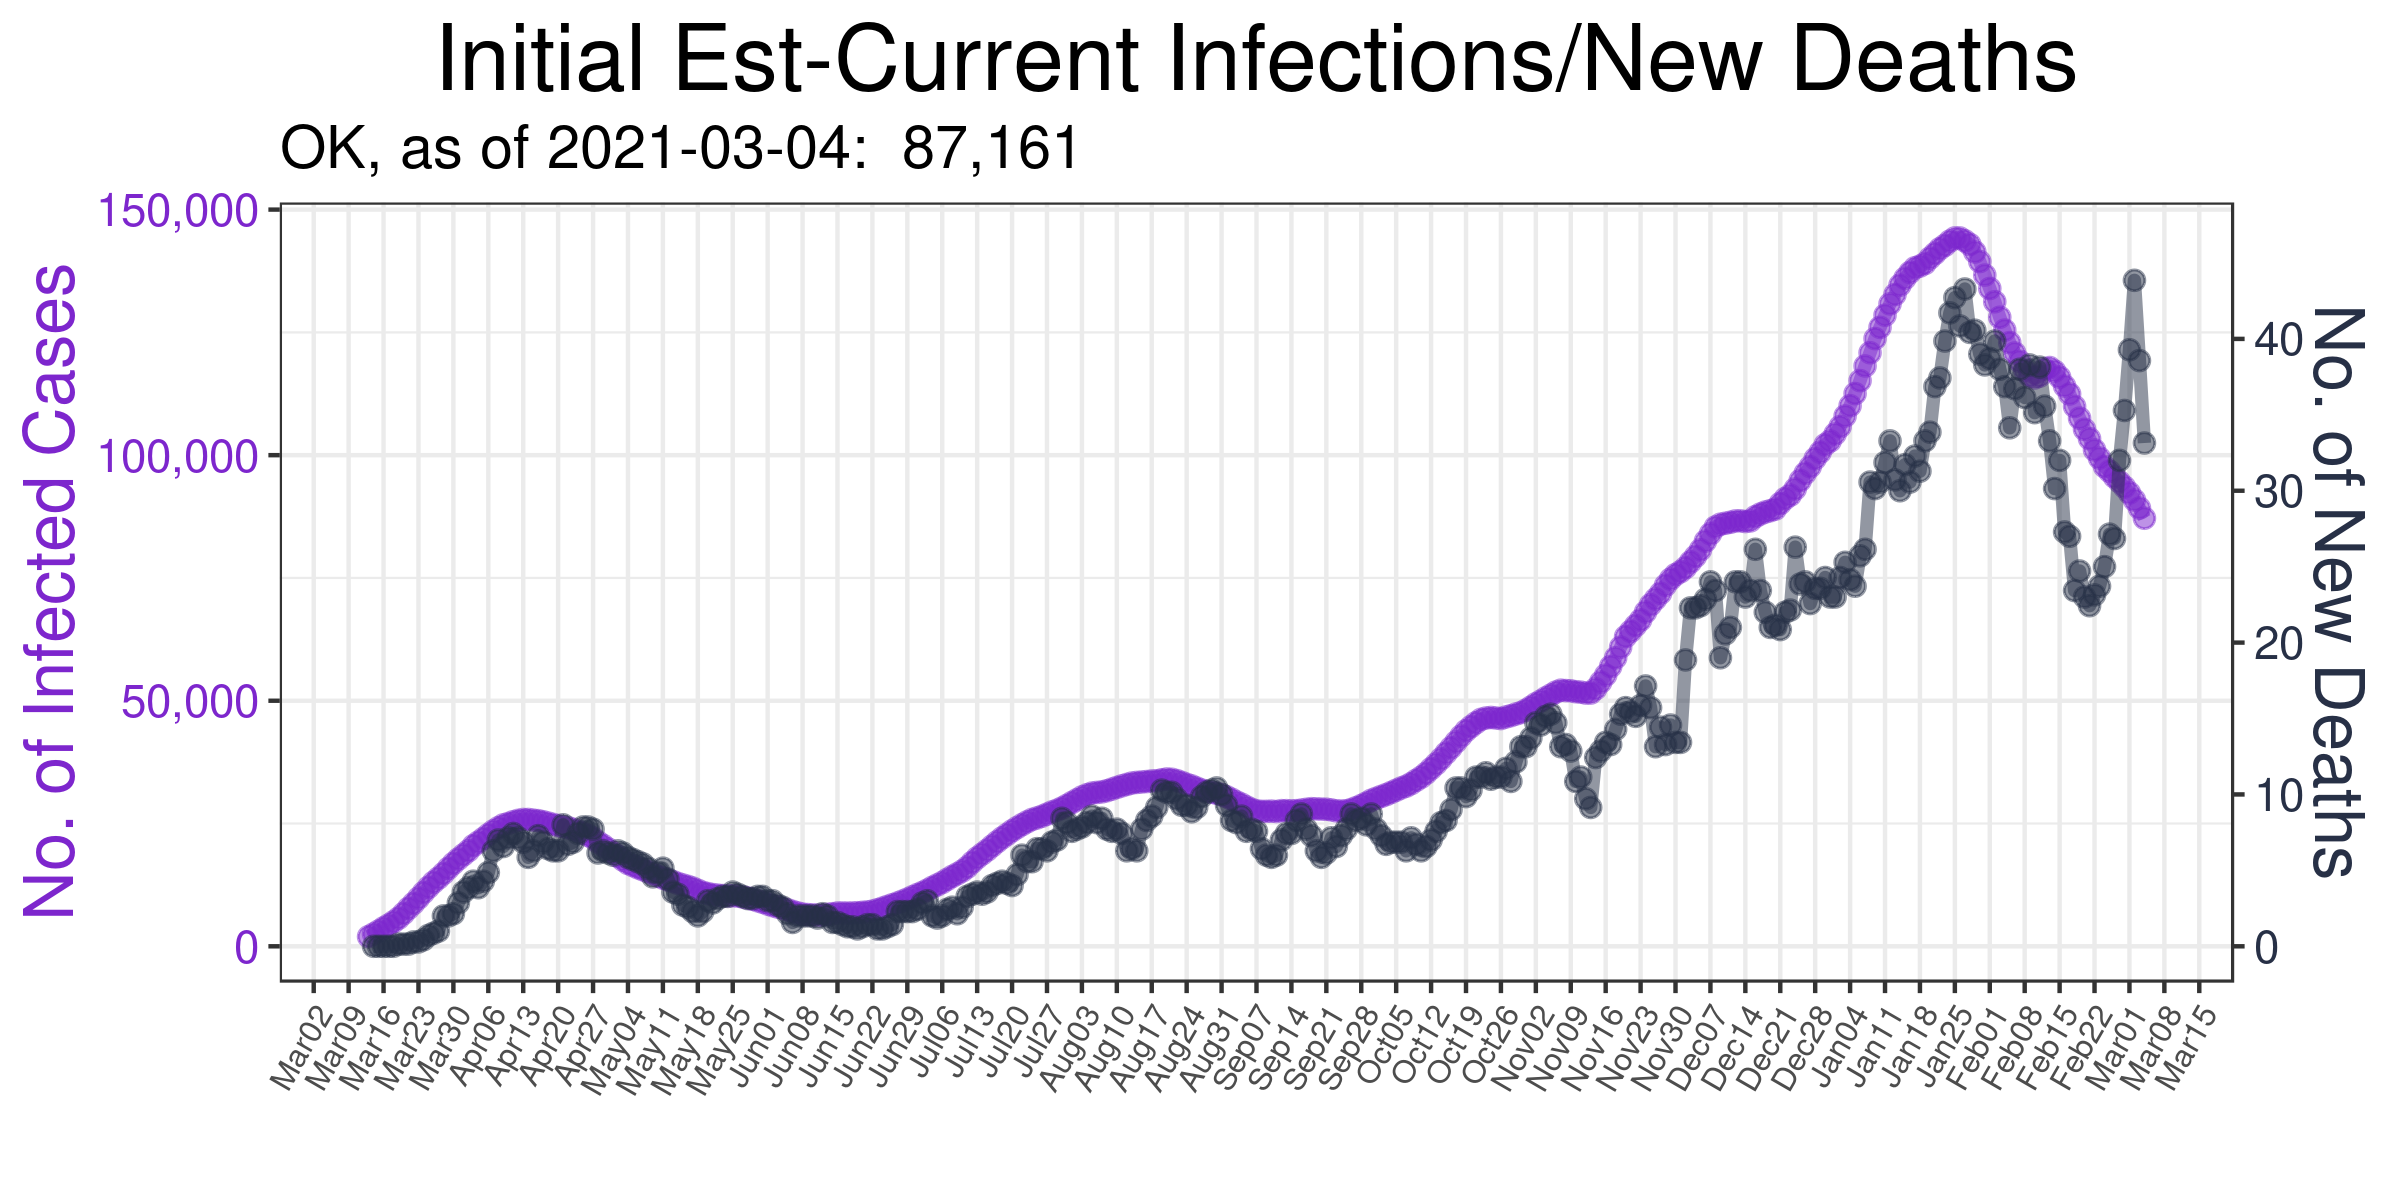 Initial Est-Current Infections/New Deaths
OK, as of 2021-03-04:  87,161
No. of Infected Cases
150,000
100,000
50,000
0
No. of New Deaths
40
30
20
10
0
Mar02
Mar09
Mar16
Mar23
Mar30
Apr06
Apr13
Apr20
Apr27
May04
May11
May18
May25
Jun01
Jun08
Jun15
Jun22
Jun29
Jul06
Jul13
Jul20
Jul27
Aug03
Aug10
Aug17
Aug24
Aug31
Sep07
Sep14
Sep21
Sep28
Oct05
Oct12
Oct19
Oct26
Nov02
Nov09
Nov16
Nov23
Nov30
Dec07
Dec14
Dec21
Dec28
Jan04
Jan11
Jan18
Jan25
Feb01
Feb08
Feb15
Feb22
Mar01
Mar08
Mar15